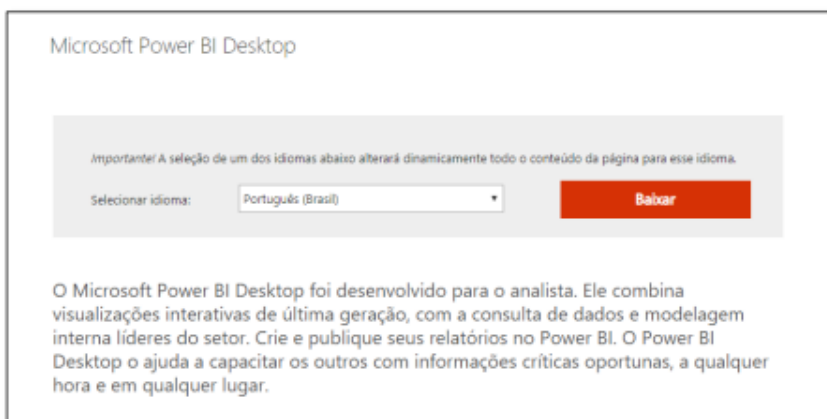 Microsoft Power BI Desktop
Importante! A seleção de um dos idiomas abaixo alterará dinamicamente todo o conteúdo da página para esse idioma.
Selecionar idioma: Português (Brasil) Baixar
O Microsoft Power BI Desktop foi desenvolvido para o analista. Ele combina
visualizações interativas de última geração, com a consulta de dados e modelagem
interna líderes do setor. Crie e publique seus relatórios no Power BI. O Power BI
Desktop o ajuda a capacitar os outros com informações críticas oportunas, a qualquer
hora e em qualquer lugar.